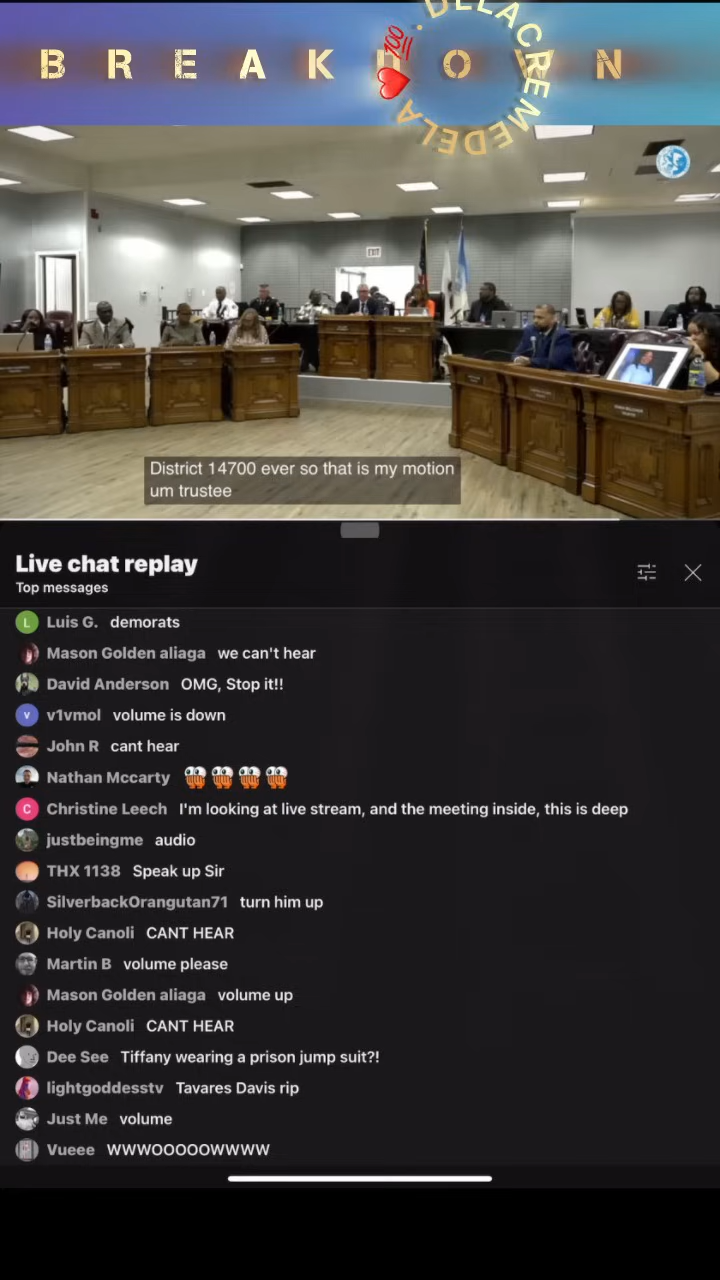 BREAKDOWN
DELACREMEDELA
100
EXIT
District 14700 ever so that is my motion
um trustee
Live chat replay
Top messages
L Luis G. demorats
Mason Golden aliaga we can't hear
David Anderson OMG, Stop it!!
v v1vmol volume is down
John R cant hear
Nathan Mccarty
C Christine Leech I'm looking at live stream, and the meeting inside, this is deep
justbeingme audio
THX 1138 Speak up Sir
SilverbackOrangutan71 turn him up
Holy Canoli CANT HEAR
Martin B volume please
Mason Golden aliaga volume up
Holy Canoli CANT HEAR
Dee See Tiffany wearing a prison jump suit?!
lightgoddesstv Tavares Davis rip
Just Me volume
Vueee WWWOOOOOWWWW